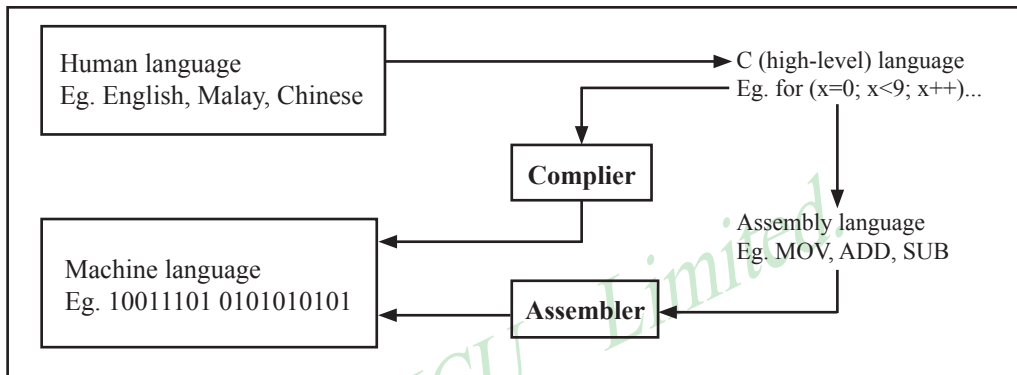 Human language
Eg. English, Malay, Chinese
C (high-level) language
Eg. for (x=0; x<9; x++)...
Complier
Assembly language
Eg. MOV, ADD, SUB
Machine language
Eg. 10011101 0101010101
Assembler
Limited.